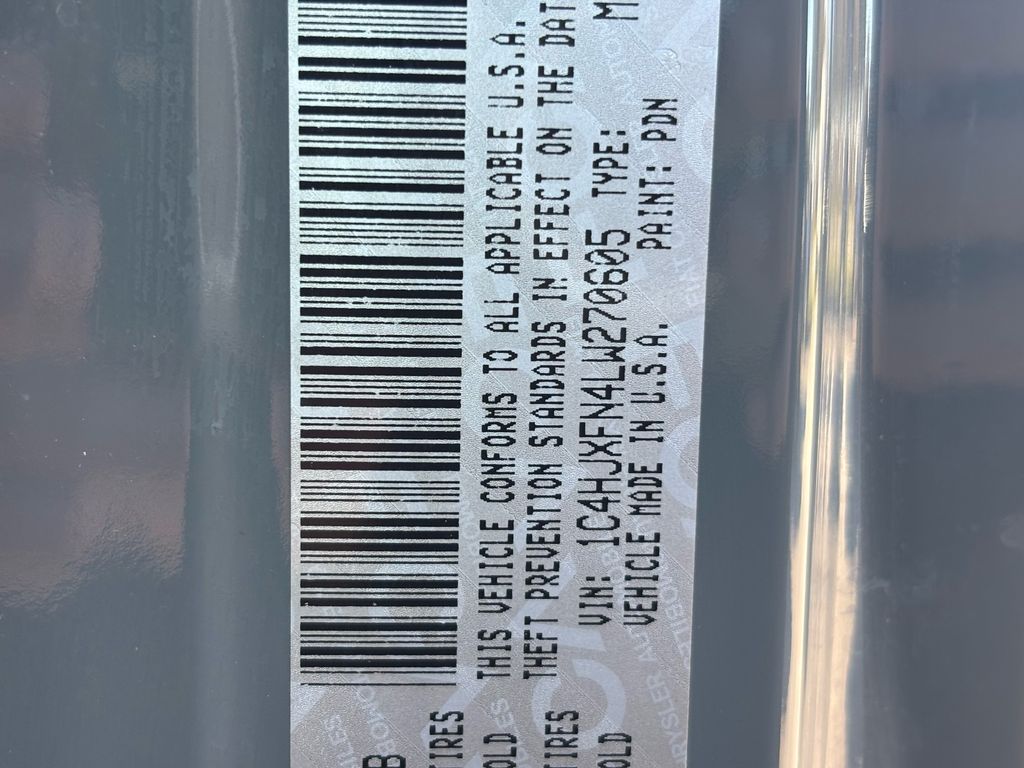 THIS VEHICLE CONFORMS TO ALL APPLICABLE U.S.A.
THEFT PREVENTION STANDARDS IN EFFECT ON THE DAT
VIN: 1C4HJXFN4LW270605 TYPE: M
VEHICLE MADE IN U.S.A. PAINT: PDN
B
TIRES
OLD
TIRES
OLD